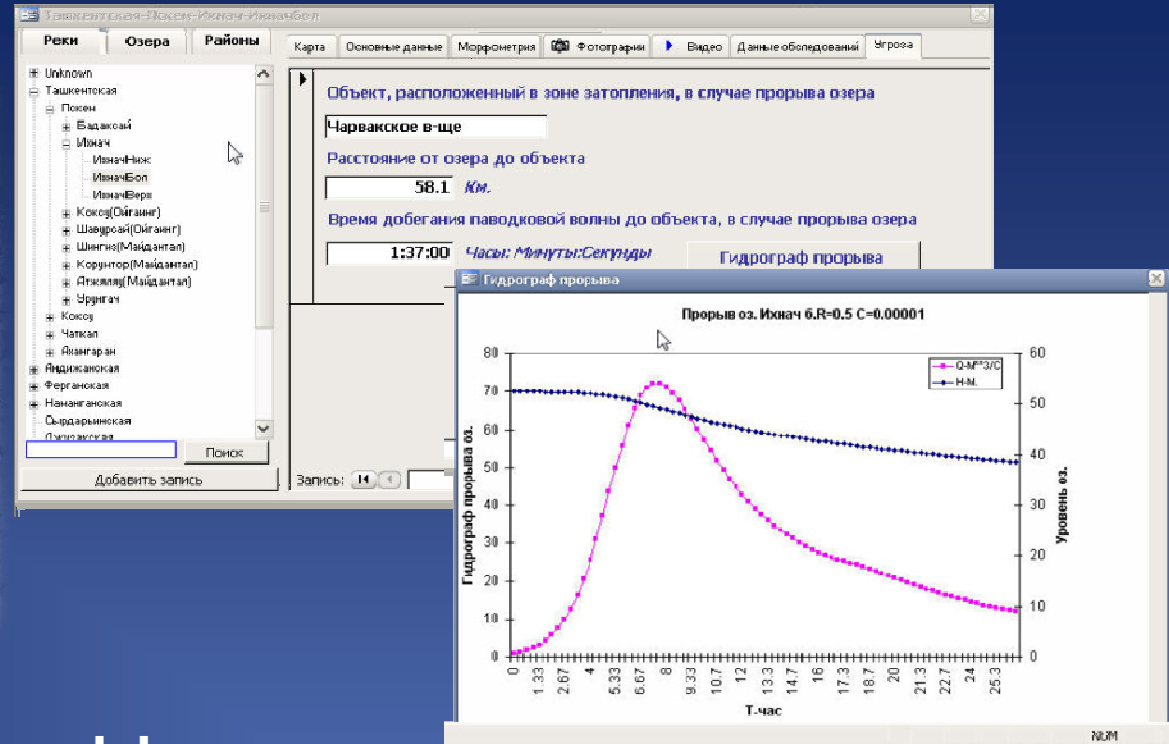 Ташкентская-Пскем-Ихнач-Ихначбол
Реки Озера Районы
Карта Основные данные Морфометрия Фотографии Видео Данные обследований Угроза
Unknown
Ташкентская
Пскем
Бадаксай
Ихнач
ИхначНиж
ИхначБол
ИхначВерх
Коксу(Ойгаинг)
Шавурсай(Ойгаинг)
Шингиз(Майдантал)
Корунтор(Майдантал)
Атжяляу(Майдантал)
Урунгач
Коксу
Чаткал
Ахангаран
Андижанская
Ферганская
Наманганская
Сырдарьинская
Поиск
Добавить запись
Объект, расположенный в зоне затопления, в случае прорыва озера
Чарвакское в-ще
Расстояние от озера до объекта
58.1 Км.
Время добегания паводковой волны до объекта, в случае прорыва озера
1:37:00 Часы: Минуты:Секунды
Гидрограф прорыва
Запись:
Гидрограф прорыва
Прорыв оз. Ихнач б.R=0.5 C=0.00001
Q-М**3/С
Н-М.
Гидрограф прорыва оз.
80
70
60
50
40
30
20
10
0
60
50
40
30
20
10
0
Уровень оз.
0 1.33 2.67 4 5.33 6.67 8 9.33 10.7 12 13.3 14.7 16 17.3 18.7 20 21.3 22.7 24 25.3
Т-час
NUM